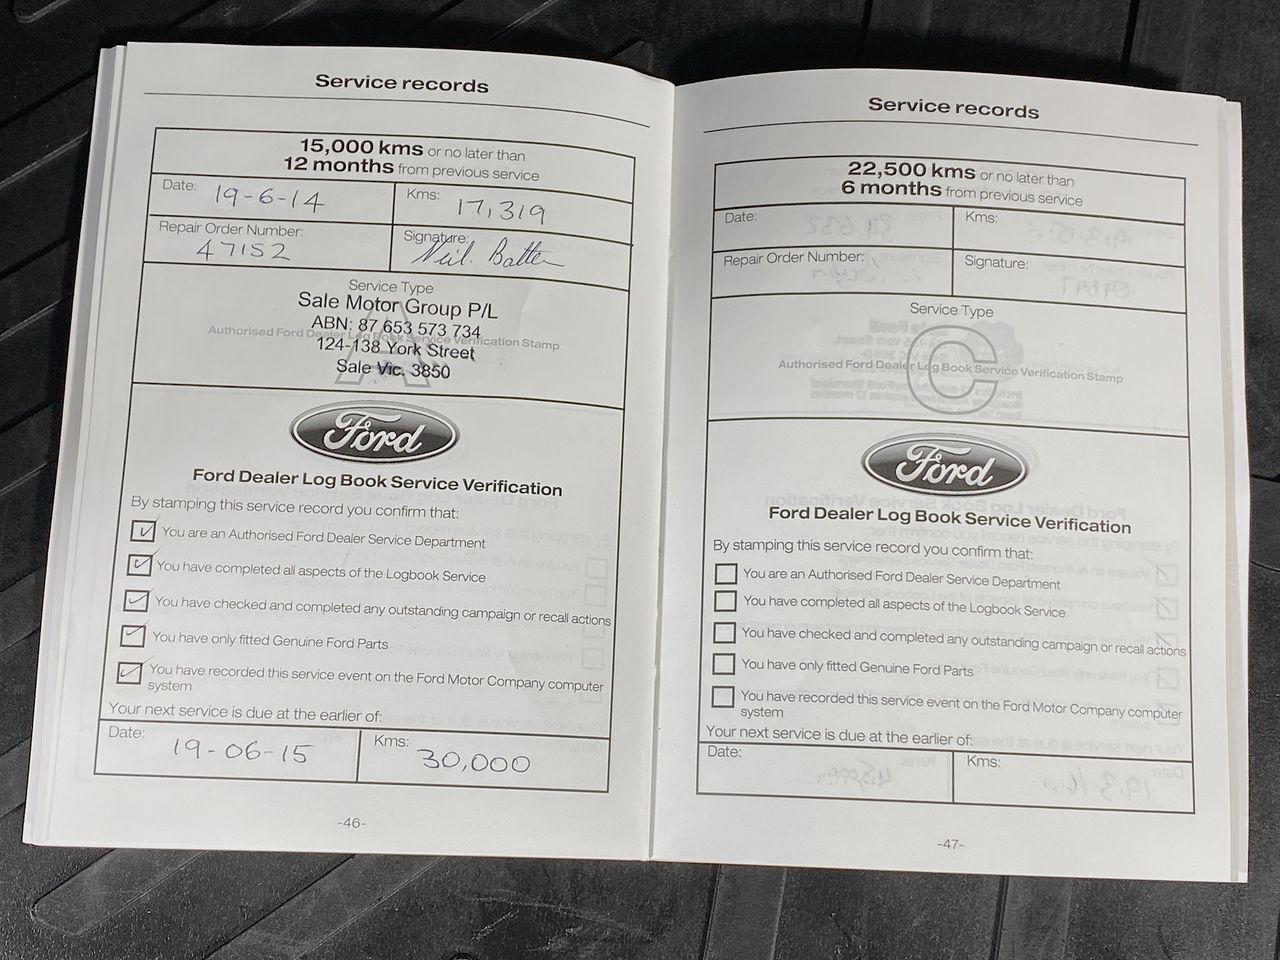 Service records
15,000 kms or no later than
12 months from previous service
Date: 19-6-14
Kms: 17,319
Repair Order Number:
47152
Signature:
Neil. Batten
Service Type
Sale Motor Group P/L
ABN: 87 653 573 734
Authorised Ford Dealer Log Book Service Verification Stamp
124-138 York Street
Sale Vic. 3850
A
Ford
Ford Dealer Log Book Service Verification
By stamping this service record you confirm that:
You are an Authorised Ford Dealer Service Department
You have completed all aspects of the Logbook Service
You have checked and completed any outstanding campaign or recall actions
You have only fitted Genuine Ford Parts
You have recorded this service event on the Ford Motor Company computer
system
Your next service is due at the earlier of:
Date: 19-06-15
Kms: 30,000
-46-
Service records
22,500 kms or no later than
6 months from previous service
Date:
Kms:
Repair Order Number:
Signature:
Service Type
C
Authorised Ford Dealer Log Book Service Verification Stamp
Ford
Ford Dealer Log Book Service Verification
By stamping this service record you confirm that:
You are an Authorised Ford Dealer Service Department
You have completed all aspects of the Logbook Service
You have checked and completed any outstanding campaign or recall actions
You have only fitted Genuine Ford Parts
You have recorded this service event on the Ford Motor Company computer
system
Your next service is due at the earlier of:
Date:
Kms:
-47-